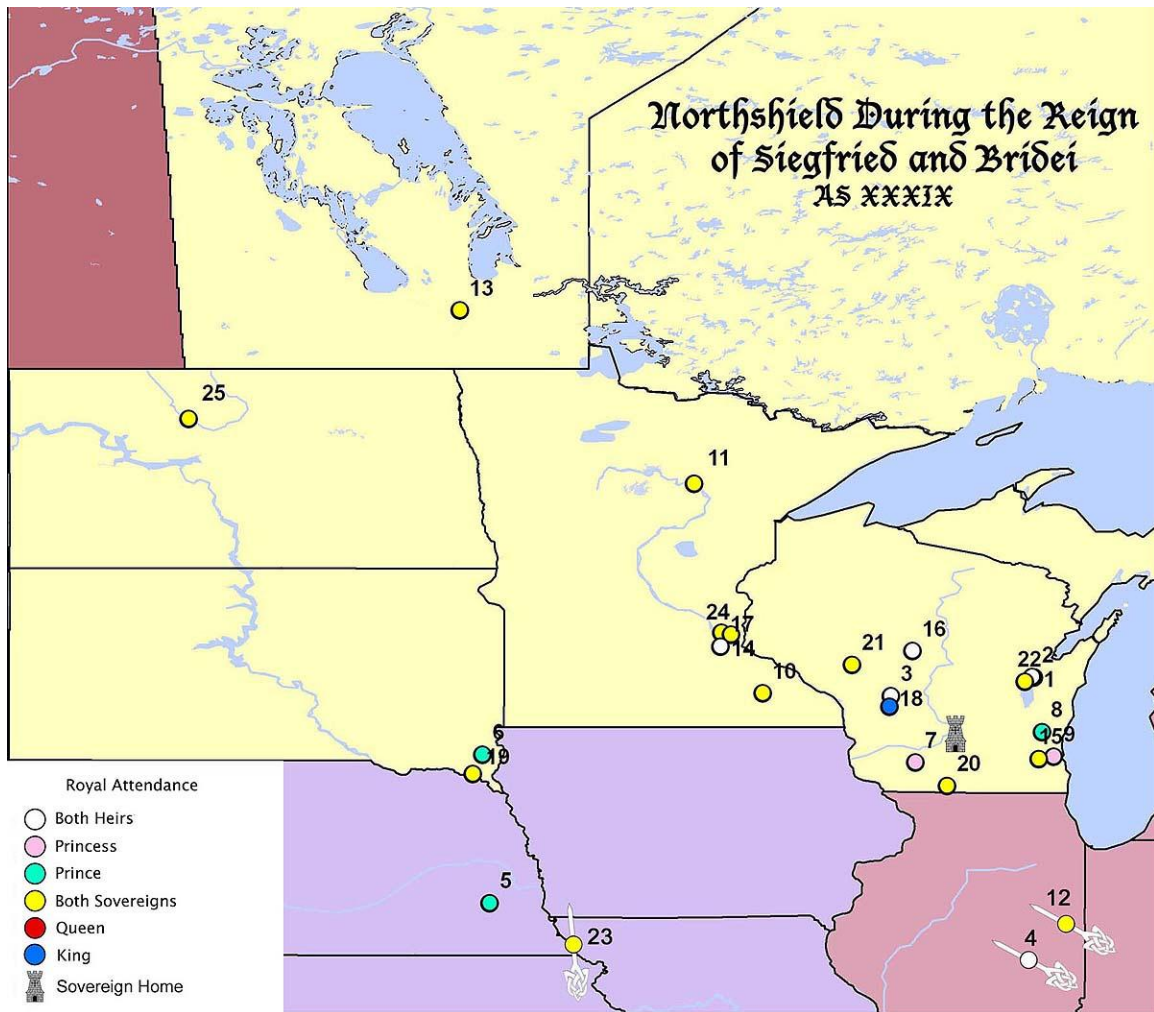 Northshield During the Reign
of Siegfried and Bridei
AS XXXIX
13
25
11
24
17
14
16
21
3
18
10
22
2
1
8
15
9
7
20
6
19
5
23
12
4
Royal Attendance
Both Heirs
Princess
Prince
Both Sovereigns
Queen
King
Sovereign Home